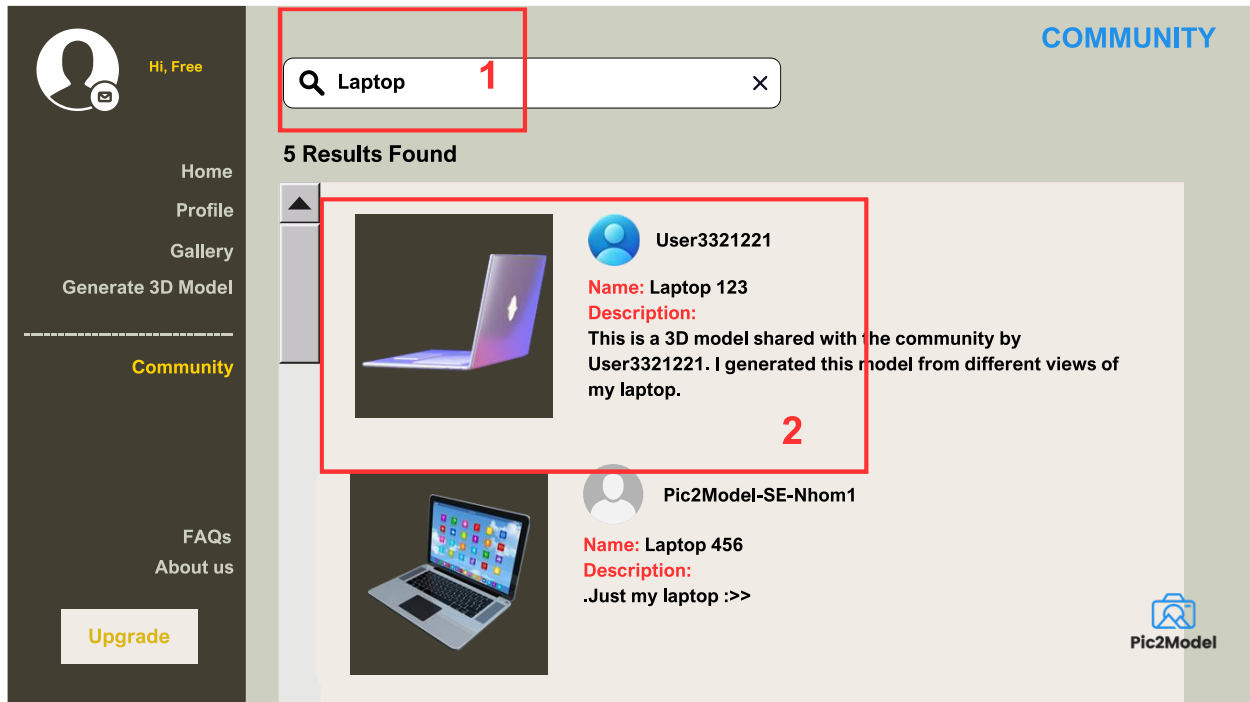 Hi, Free
Home
Profile
Gallery
Generate 3D Model
Community
FAQs
About us
Upgrade
COMMUNITY
Laptop
1
5 Results Found
User3321221
Name: Laptop 123
Description:
This is a 3D model shared with the community by
User3321221. I generated this model from different views of
my laptop.
2
Pic2Model-SE-Nhom1
Name: Laptop 456
Description:
.Just my laptop :>>
Pic2Model